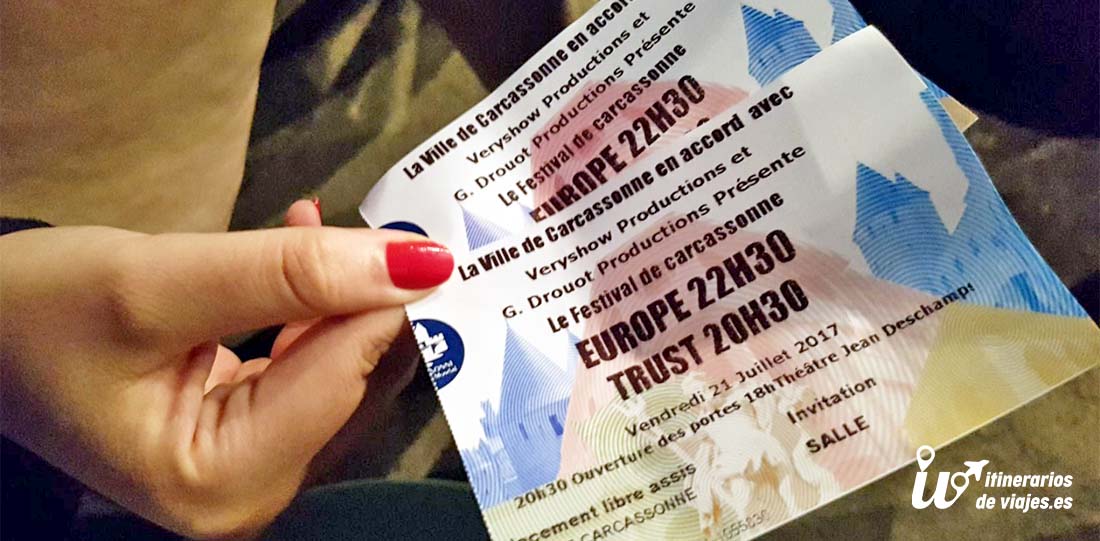 La Ville de Carcassonne en accord
Veryshow Productions et
G. Drouot Productions Présente
Le Festival de carcassonne
EUROPE 22H30
La Ville de Carcassonne en accord avec
Veryshow Productions et
G. Drouot Productions Présente
Le Festival de carcassonne
EUROPE 22H30
TRUST 20H30
Vendredi 21 Juillet 2017
20h30 Ouverture des portes 18h Théâtre Jean Deschamps
libre assis Invitation
CARCASSONNE SALLE
itinerarios
de viajes.es